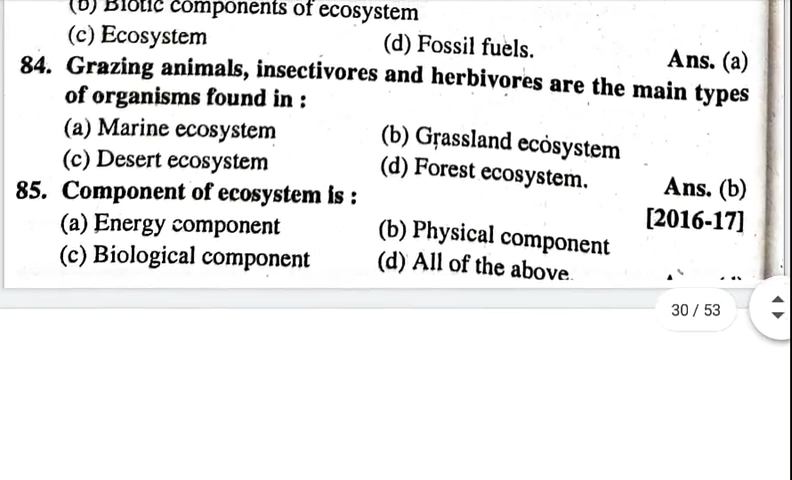 (b) Biotic components of ecosystem
(c) Ecosystem (d) Fossil fuels. Ans. (a)
84. Grazing animals, insectivores and herbivores are the main types
of organisms found in :
(a) Marine ecosystem (b) Grassland ecosystem
(c) Desert ecosystem (d) Forest ecosystem. Ans. (b)
85. Component of ecosystem is : [2016-17]
(a) Energy component (b) Physical component
(c) Biological component (d) All of the above.
30 / 53